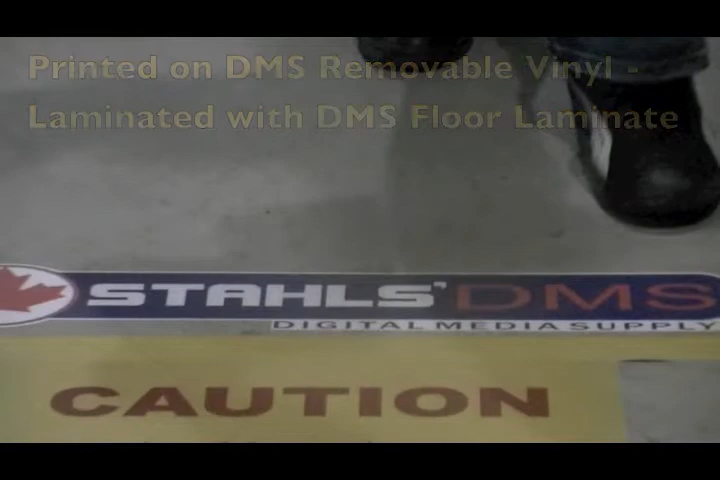 Printed on DMS Removable Vinyl -
Laminated with DMS Floor Laminate
STAHLS' DMS
DIGITAL MEDIA SUPPLY
CAUTION